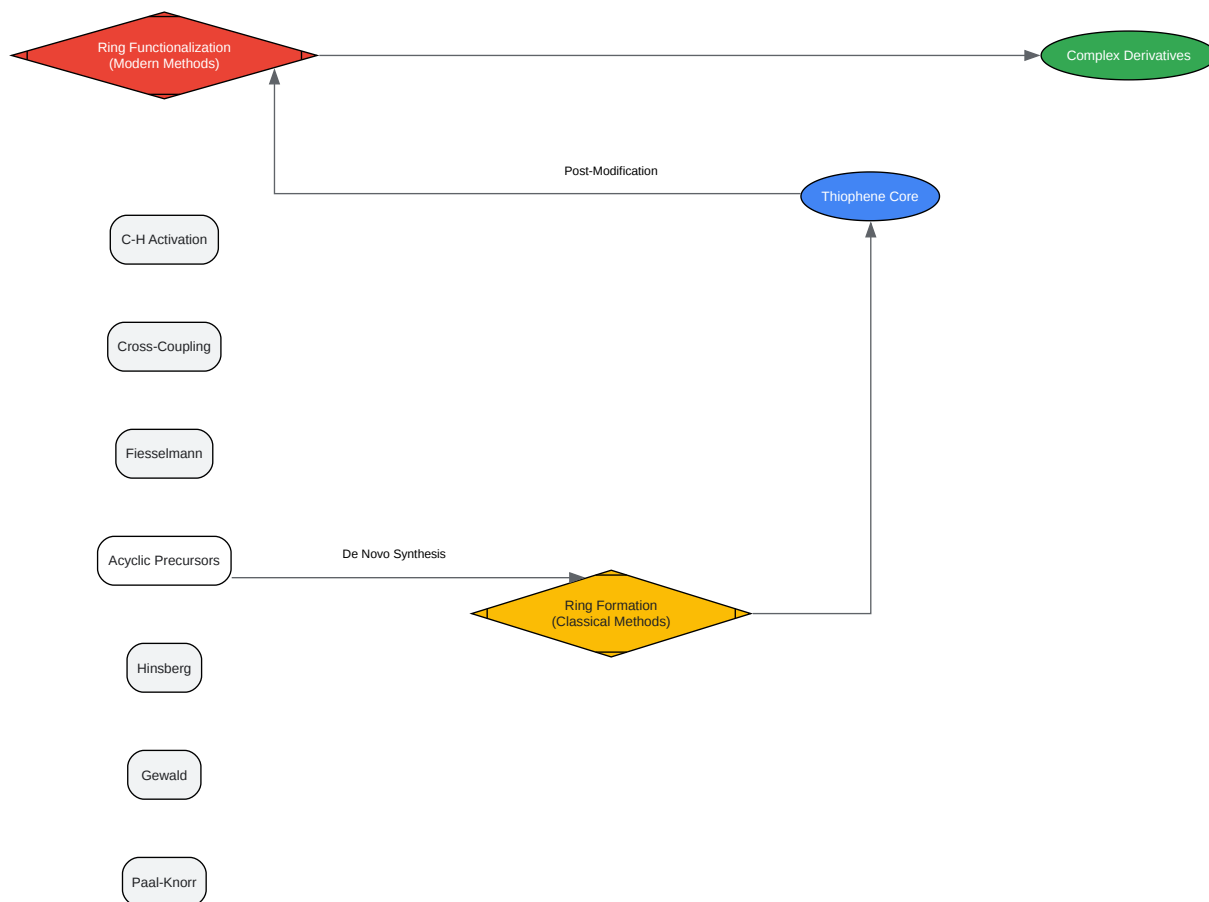 Ring Functionalization
(Modern Methods)
Complex Derivatives
Post-Modification
Thiophene Core
C-H Activation
Cross-Coupling
Fiesselmann
De Novo Synthesis
Acyclic Precursors
Ring Formation
(Classical Methods)
Hinsberg
Gewald
Paal-Knorr